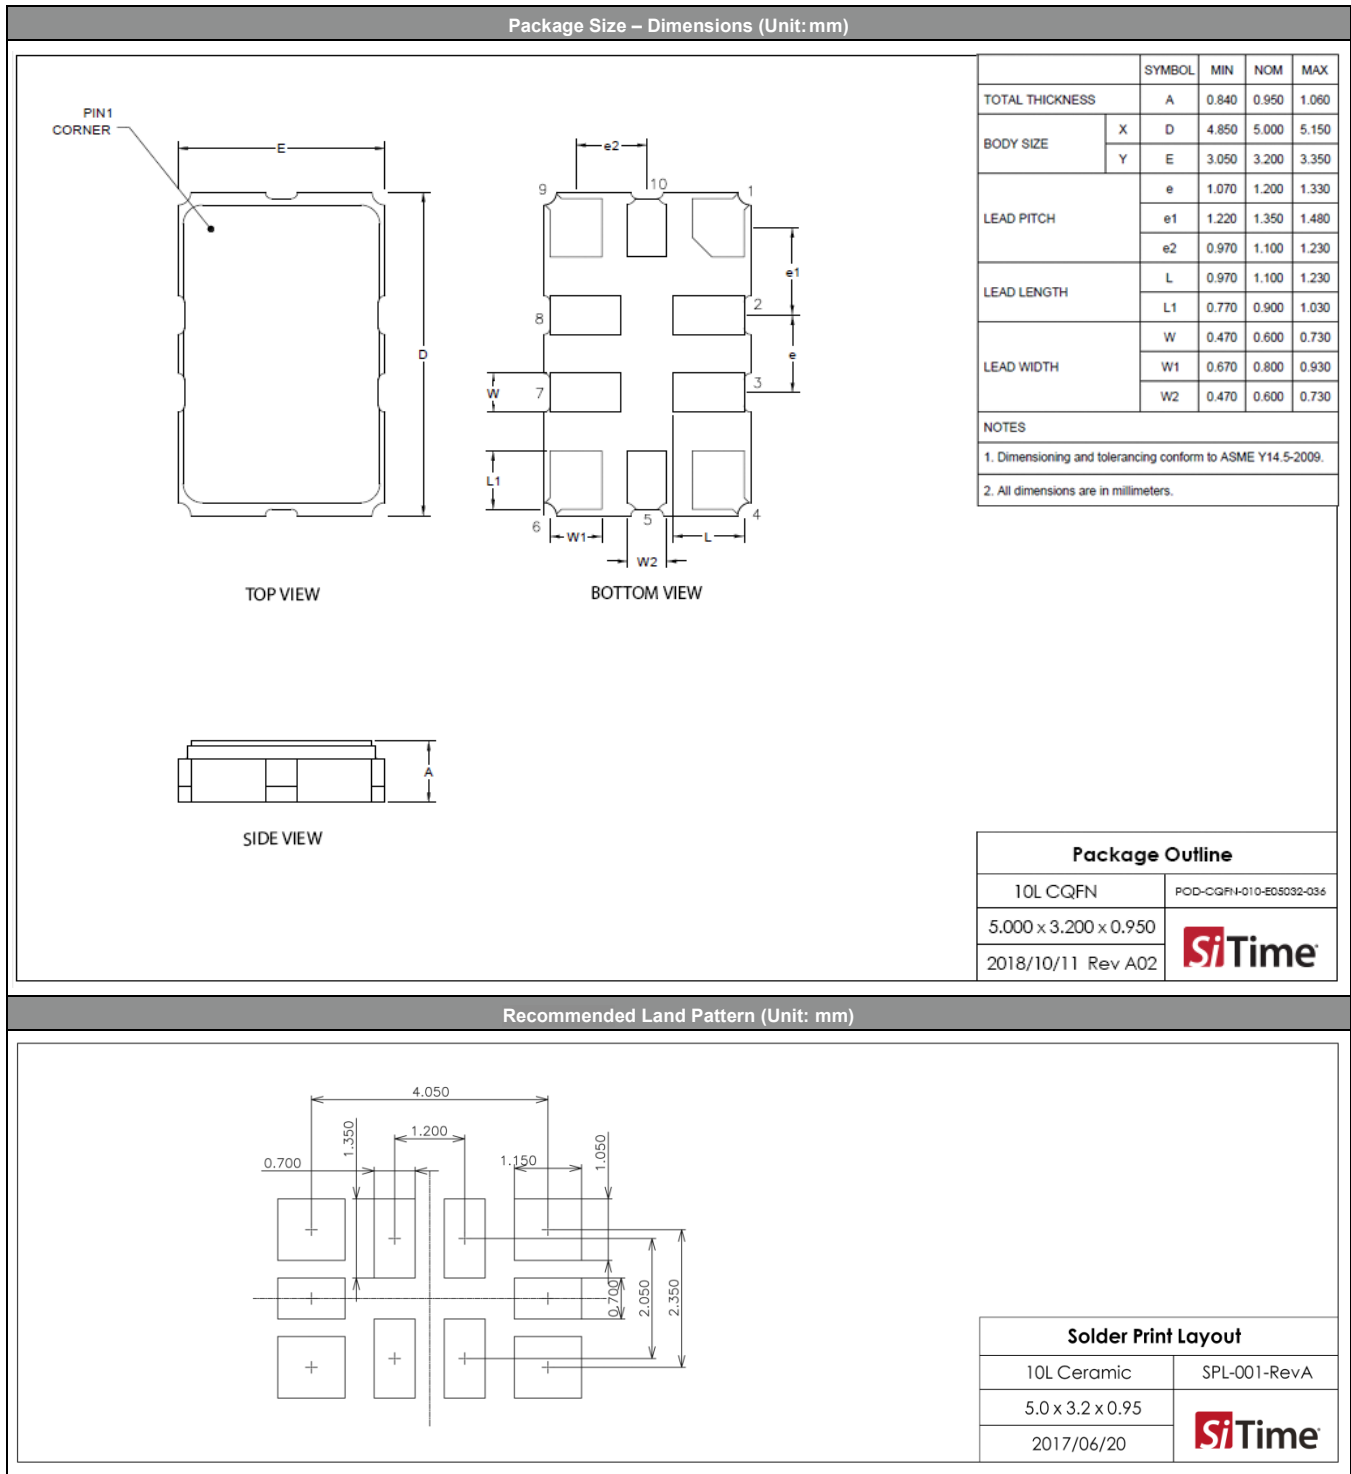 Package Size – Dimensions (Unit: mm)
SYMBOL MIN NOM MAX
TOTAL THICKNESS A 0.840 0.950 1.060
BODY SIZE X D 4.850 5.000 5.150
Y E 3.050 3.200 3.350
LEAD PITCH e 1.070 1.200 1.330
e1 1.220 1.350 1.480
e2 0.970 1.100 1.230
LEAD LENGTH L 0.970 1.100 1.230
L1 0.770 0.900 1.030
LEAD WIDTH W 0.470 0.600 0.730
W1 0.670 0.800 0.930
W2 0.470 0.600 0.730
NOTES
1. Dimensioning and tolerancing conform to ASME Y14.5-2009.
2. All dimensions are in millimeters.
PIN1
CORNER
E
D
TOP VIEW
e2
9 10 1
e1
8 2
e
W 7 3
L1
6 5 4
W1 L
W2
BOTTOM VIEW
A
SIDE VIEW
Package Outline
10L CQFN POD-CQFN-010-E05032-036
5.000 x 3.200 x 0.950
2018/10/11 Rev A02
SiTime
Recommended Land Pattern (Unit: mm)
4.050
1.350
1.200
0.700
1.150
1.050
0.700
2.050
2.350
Solder Print Layout
10L Ceramic SPL-001-RevA
5.0 x 3.2 x 0.95
2017/06/20
SiTime